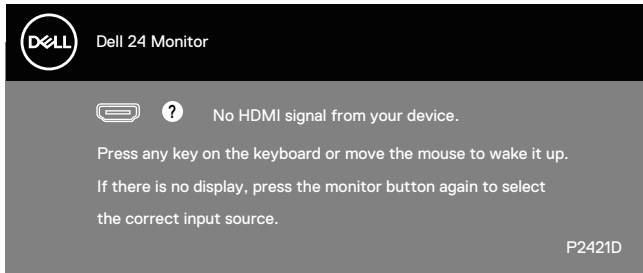 DELL
Dell 24 Monitor
? No HDMI signal from your device.
Press any key on the keyboard or move the mouse to wake it up.
If there is no display, press the monitor button again to select
the correct input source.
P2421D